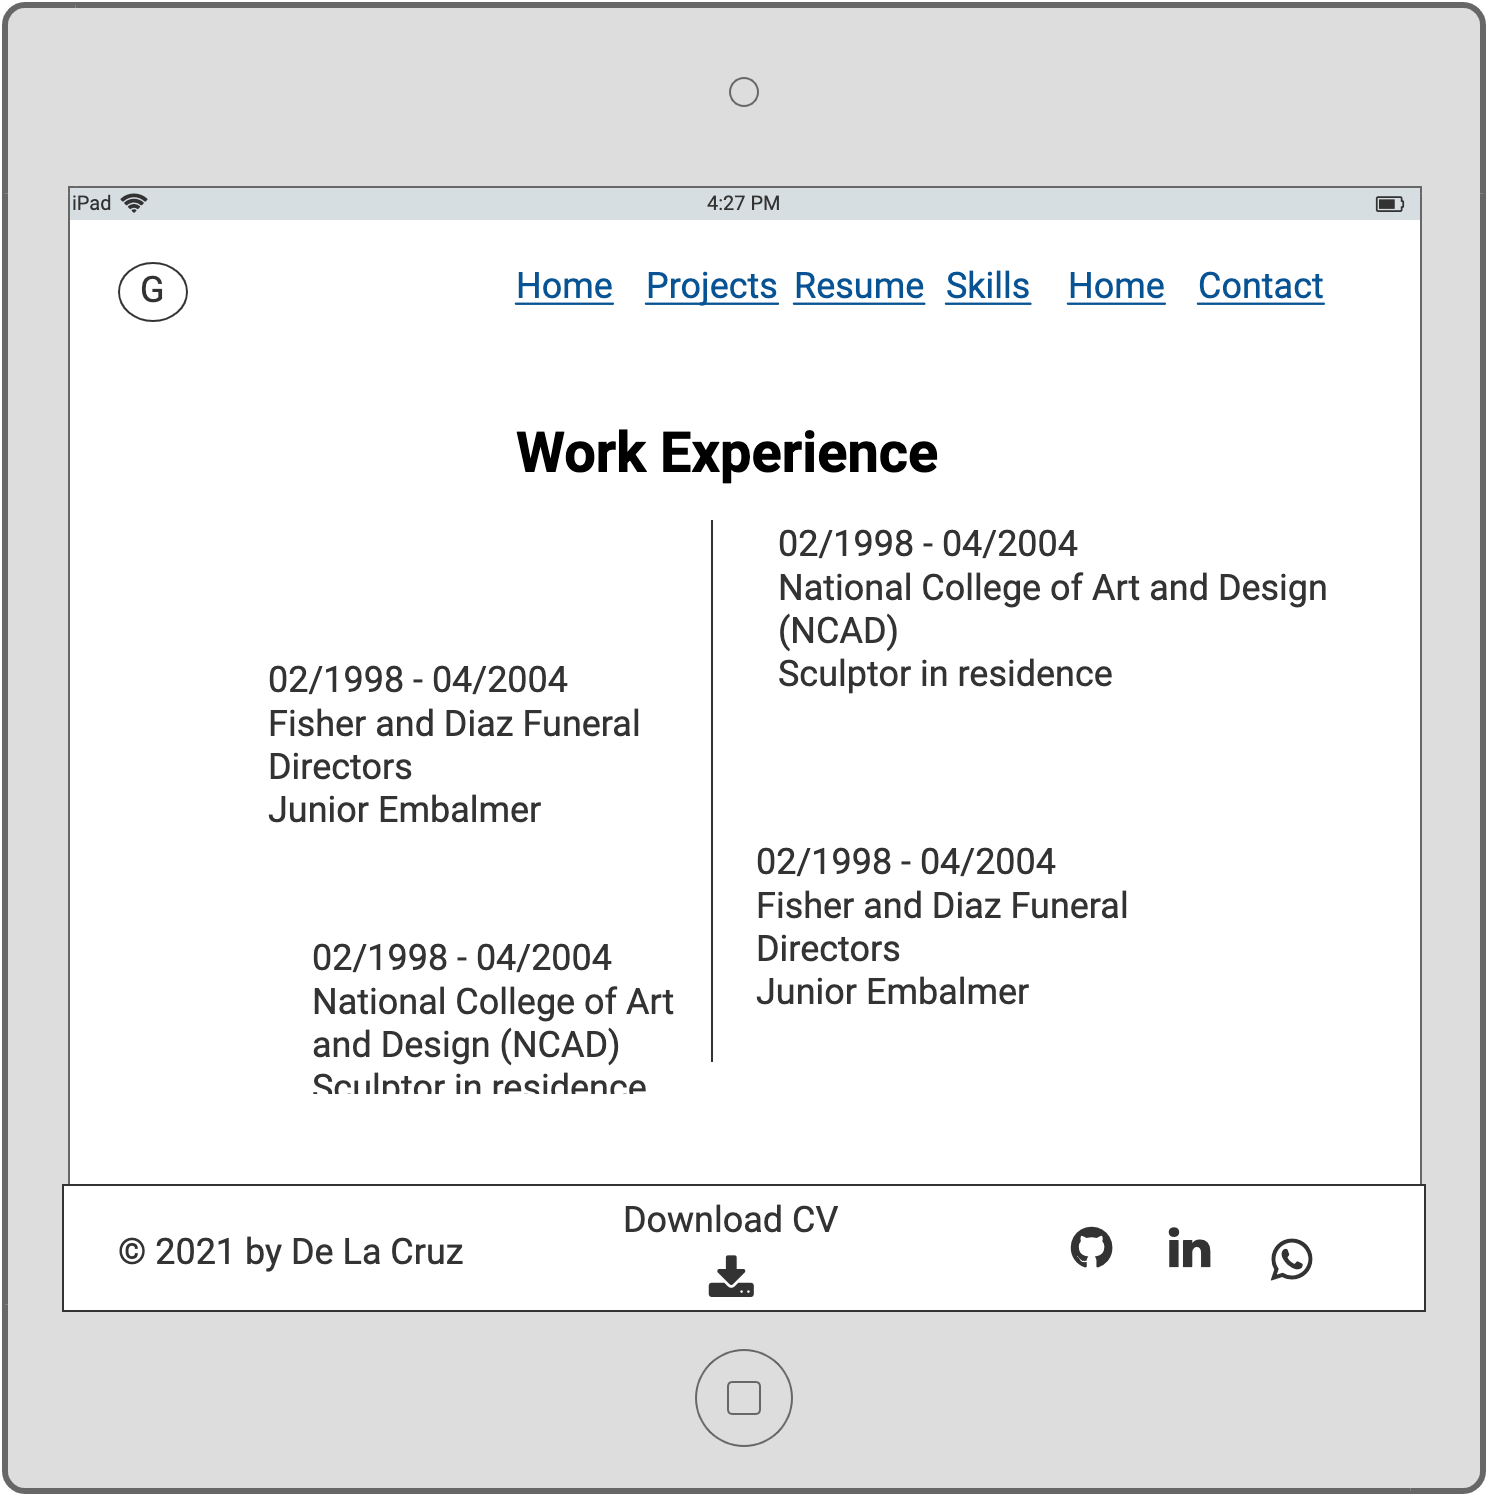 iPad
4:27 PM
G
Home Projects Resume Skills Home Contact
Work Experience
02/1998 - 04/2004
National College of Art and Design
(NCAD)
Sculptor in residence
02/1998 - 04/2004
Fisher and Diaz Funeral
Directors
Junior Embalmer
02/1998 - 04/2004
Fisher and Diaz Funeral
Directors
Junior Embalmer
02/1998 - 04/2004
National College of Art
and Design (NCAD)
Sculptor in residence
© 2021 by De La Cruz
Download CV
in